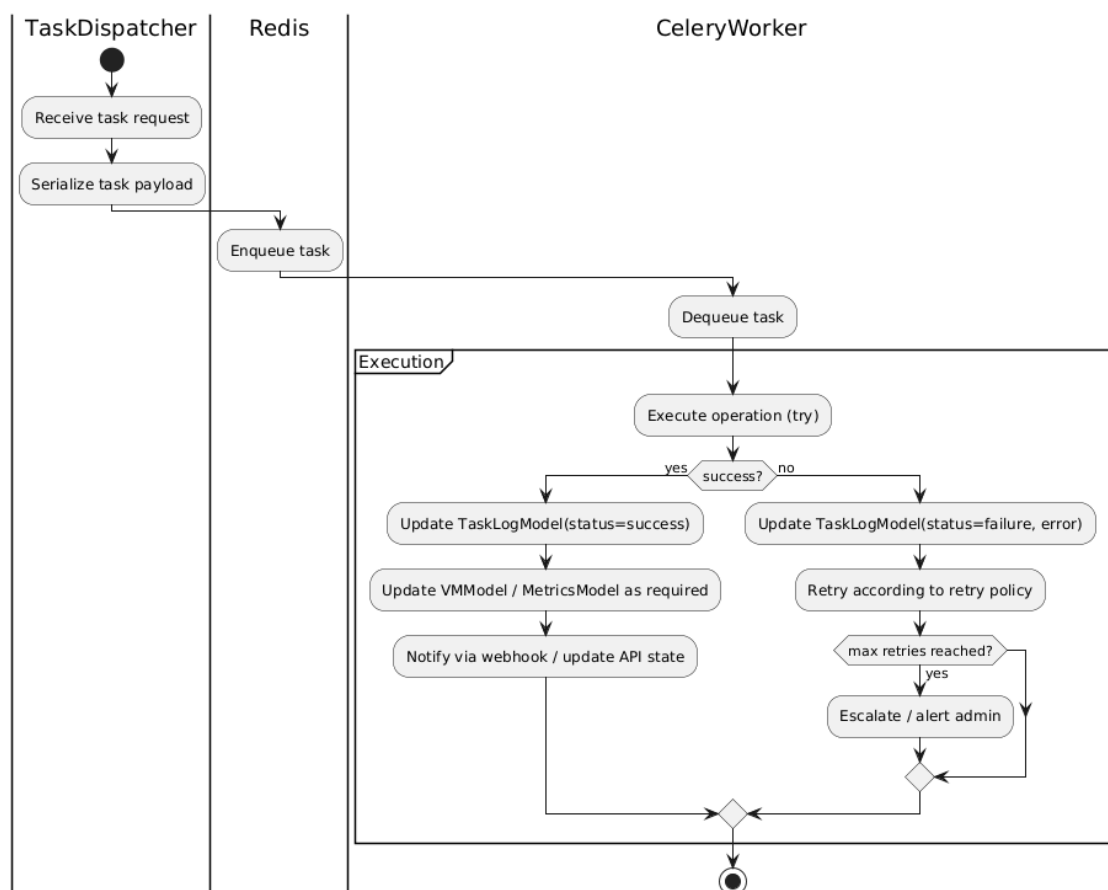 TaskDispatcher
Redis
CeleryWorker
Receive task request
Serialize task payload
Enqueue task
Dequeue task
Execution
Execute operation (try)
yes
success?
no
Update TaskLogModel(status=success)
Update TaskLogModel(status=failure, error)
Update VMModel / MetricsModel as required
Retry according to retry policy
Notify via webhook / update API state
max retries reached?
yes
Escalate / alert admin